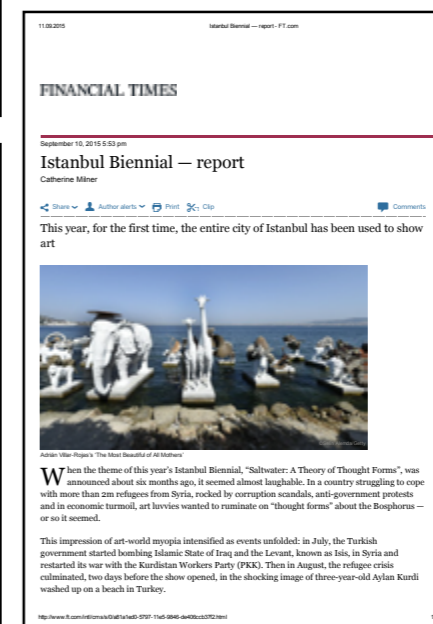 11.09.2015
Istanbul Biennial — report - FT.com
FINANCIAL TIMES
September 10, 2015 5:53 pm
Istanbul Biennial — report
Catherine Milner
Share Author alerts Print Clip Comments
This year, for the first time, the entire city of Istanbul has been used to show
art
Adrián Villar-Rojas's 'The Most Beautiful of All Mothers'
When the theme of this year's Istanbul Biennial, “Saltwater: A Theory of Thought Forms”, was
announced about six months ago, it seemed almost laughable. In a country struggling to cope
with more than 2m refugees from Syria, rocked by corruption scandals, anti-government protests
and in economic turmoil, art luvvies wanted to ruminate on “thought forms” about the Bosphorus —
or so it seemed.
This impression of art-world myopia intensified as events unfolded: in July, the Turkish
government started bombing Islamic State of Iraq and the Levant, known as Isis, in Syria and
restarted its war with the Kurdistan Workers Party (PKK). Then in August, the refugee crisis
culminated, two days before the show opened, in the shocking image of three-year-old Aylan Kurdi
washed up on a beach in Turkey.